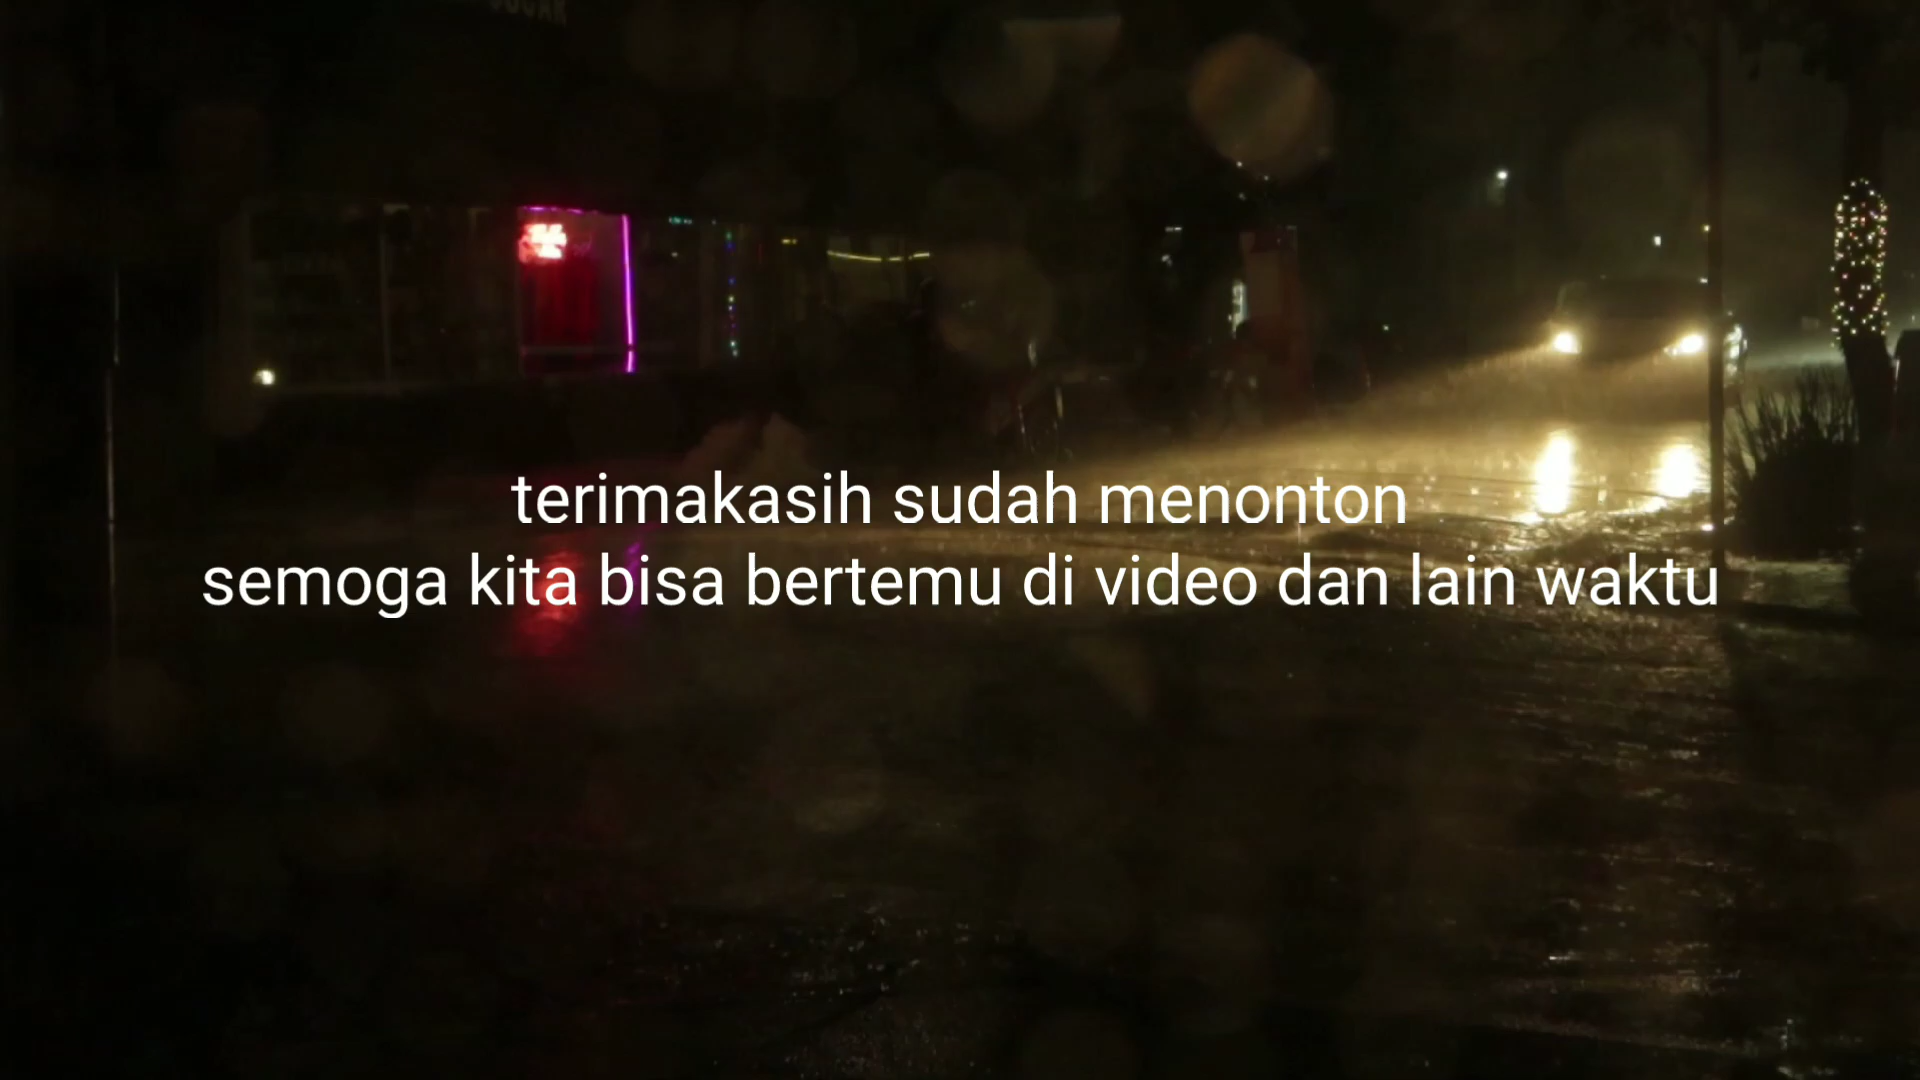 terimakasih sudah menonton
semoga kita bisa bertemu di video dan lain waktu